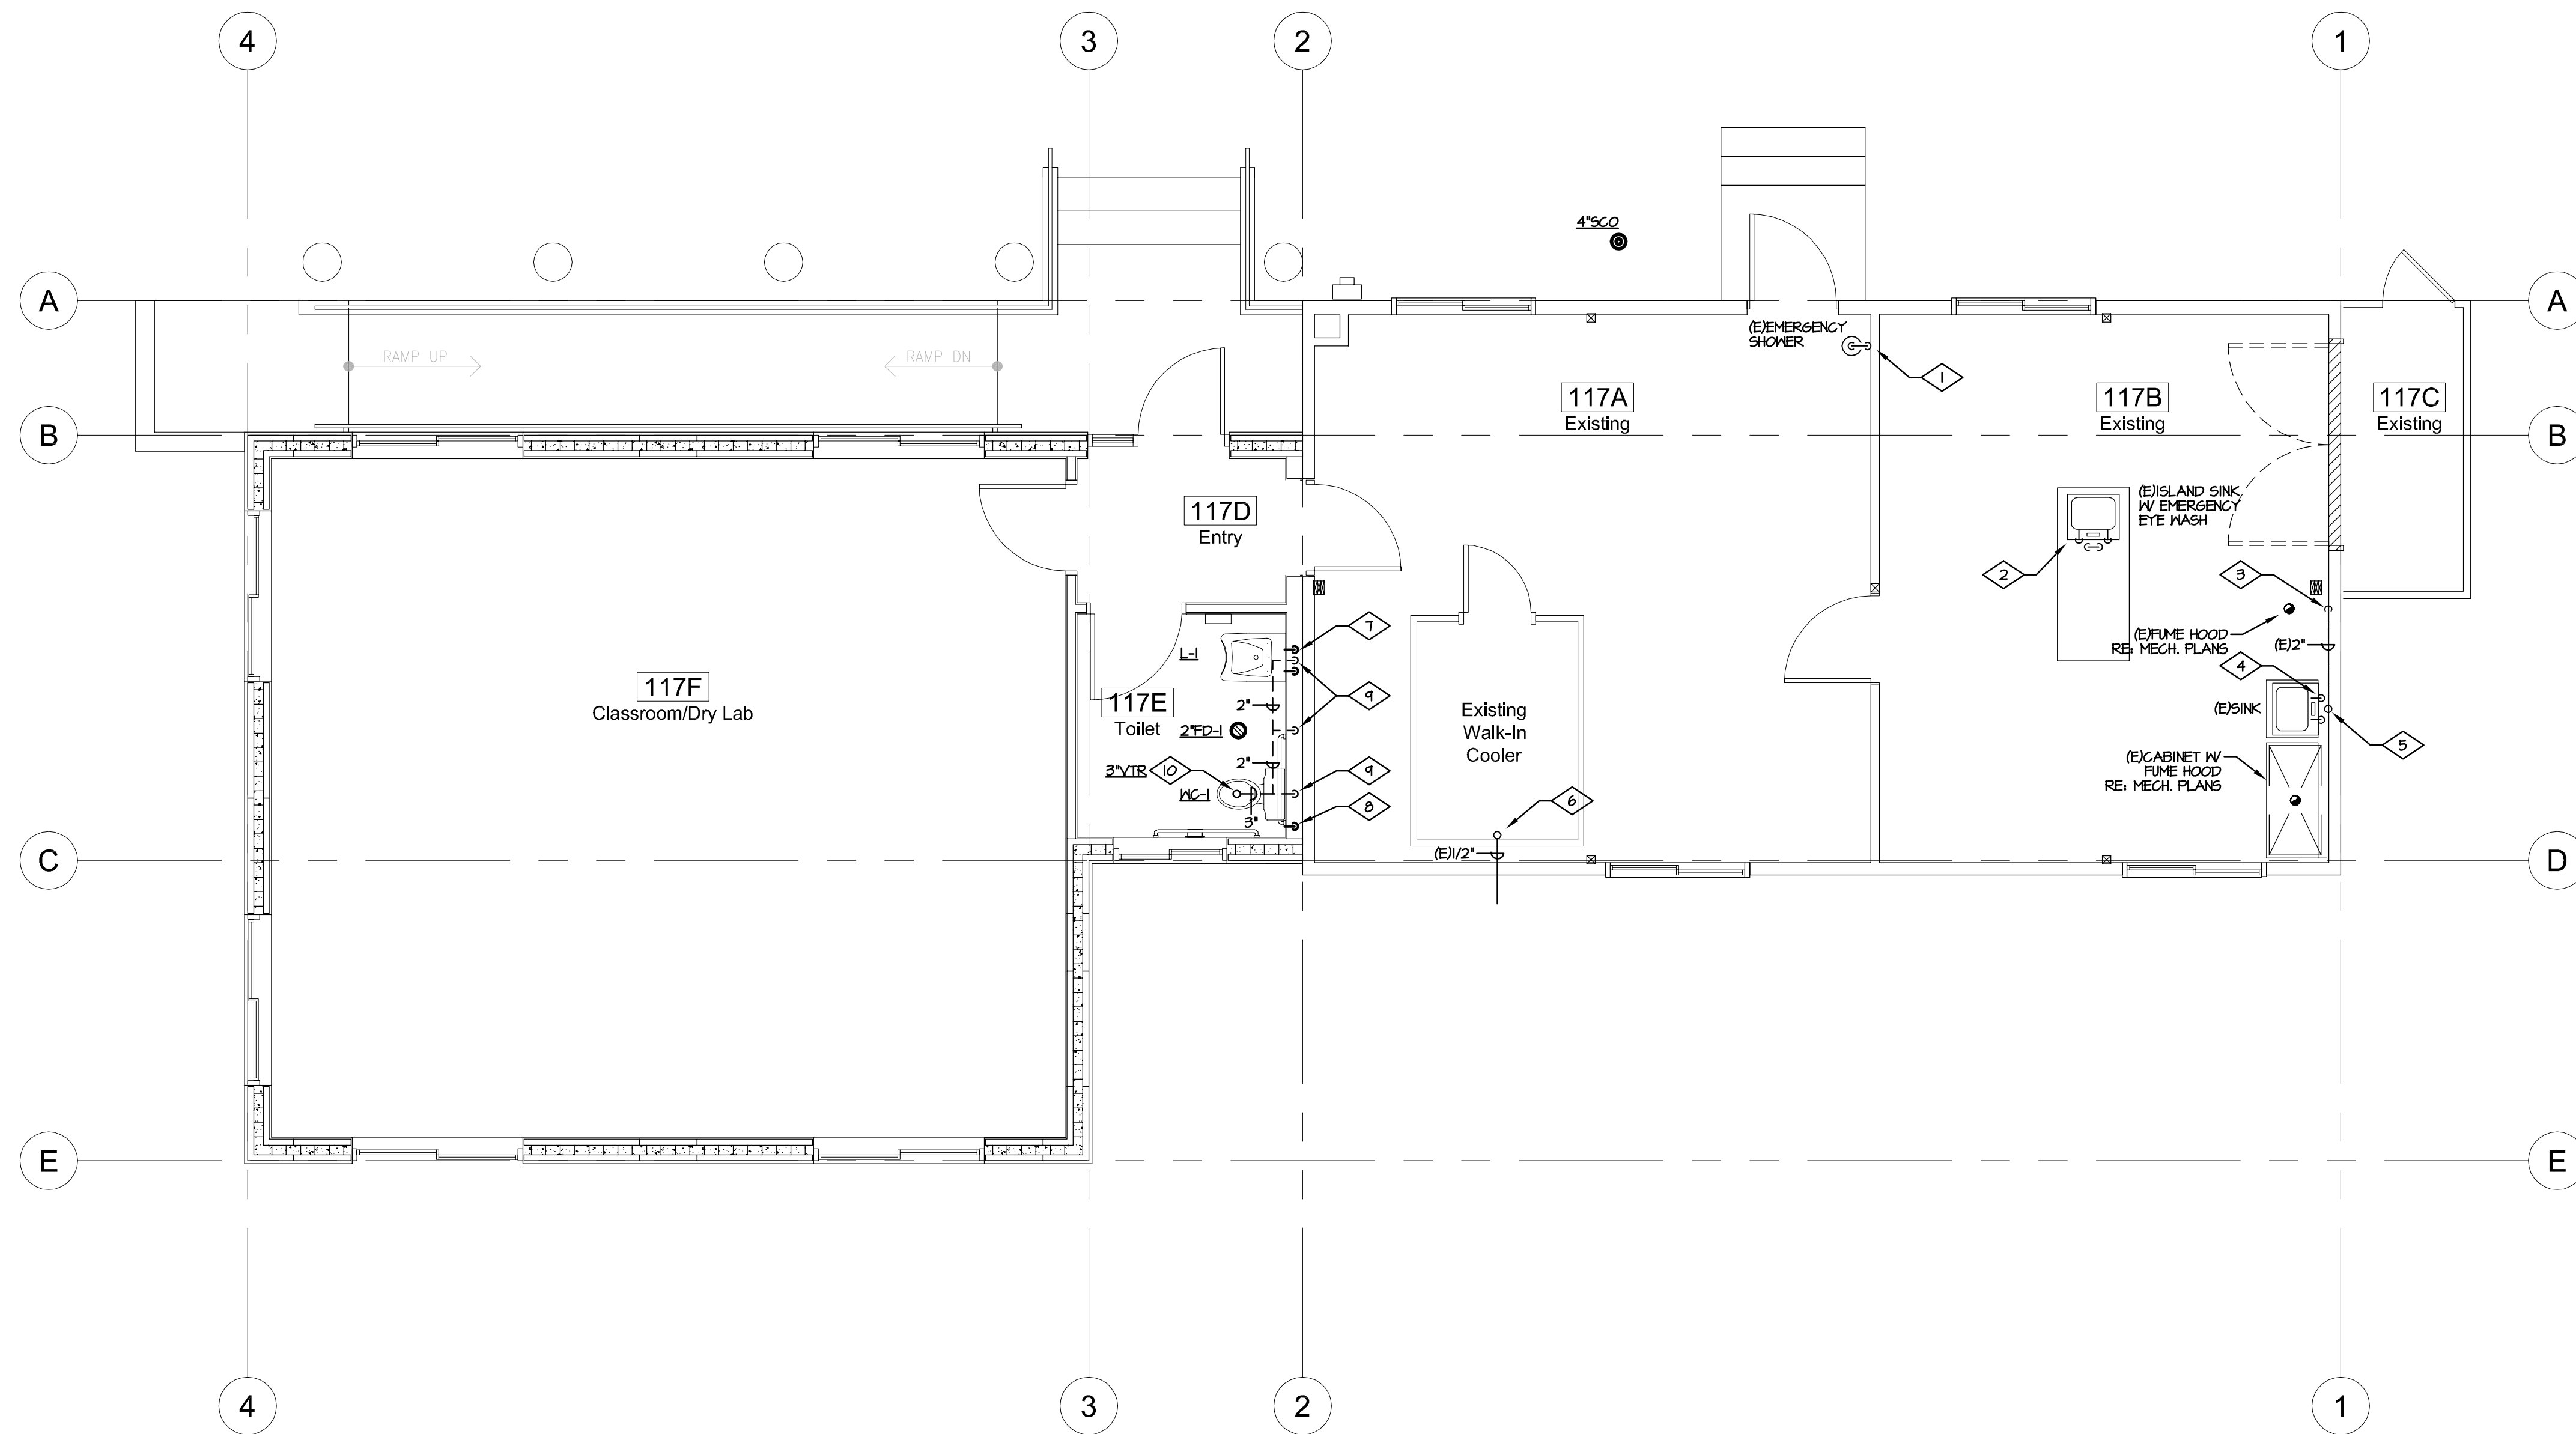 4
3
2
1
4"SCO
A
A
(E)EMERGENCY
SHOWER
RAMP UP
RAMP DN
1
117A
Existing
117B
Existing
117C
Existing
B
B
117D
Entry
(E)ISLAND SINK
W/ EMERGENCY
EYE WASH
2
3
(E)FUME HOOD
RE: MECH. PLANS
(E)2"
7
L-1
4
117F
Classroom/Dry Lab
117E
Toilet
9
2"
2"FD-1
Existing
Walk-In
Cooler
(E)SINK
5
2"
3"VTR
10
9
(E)CABINET W/
FUME HOOD
RE: MECH. PLANS
WC-1
3"
8
6
(E)1/2"
C
D
E
E
4
3
2
1